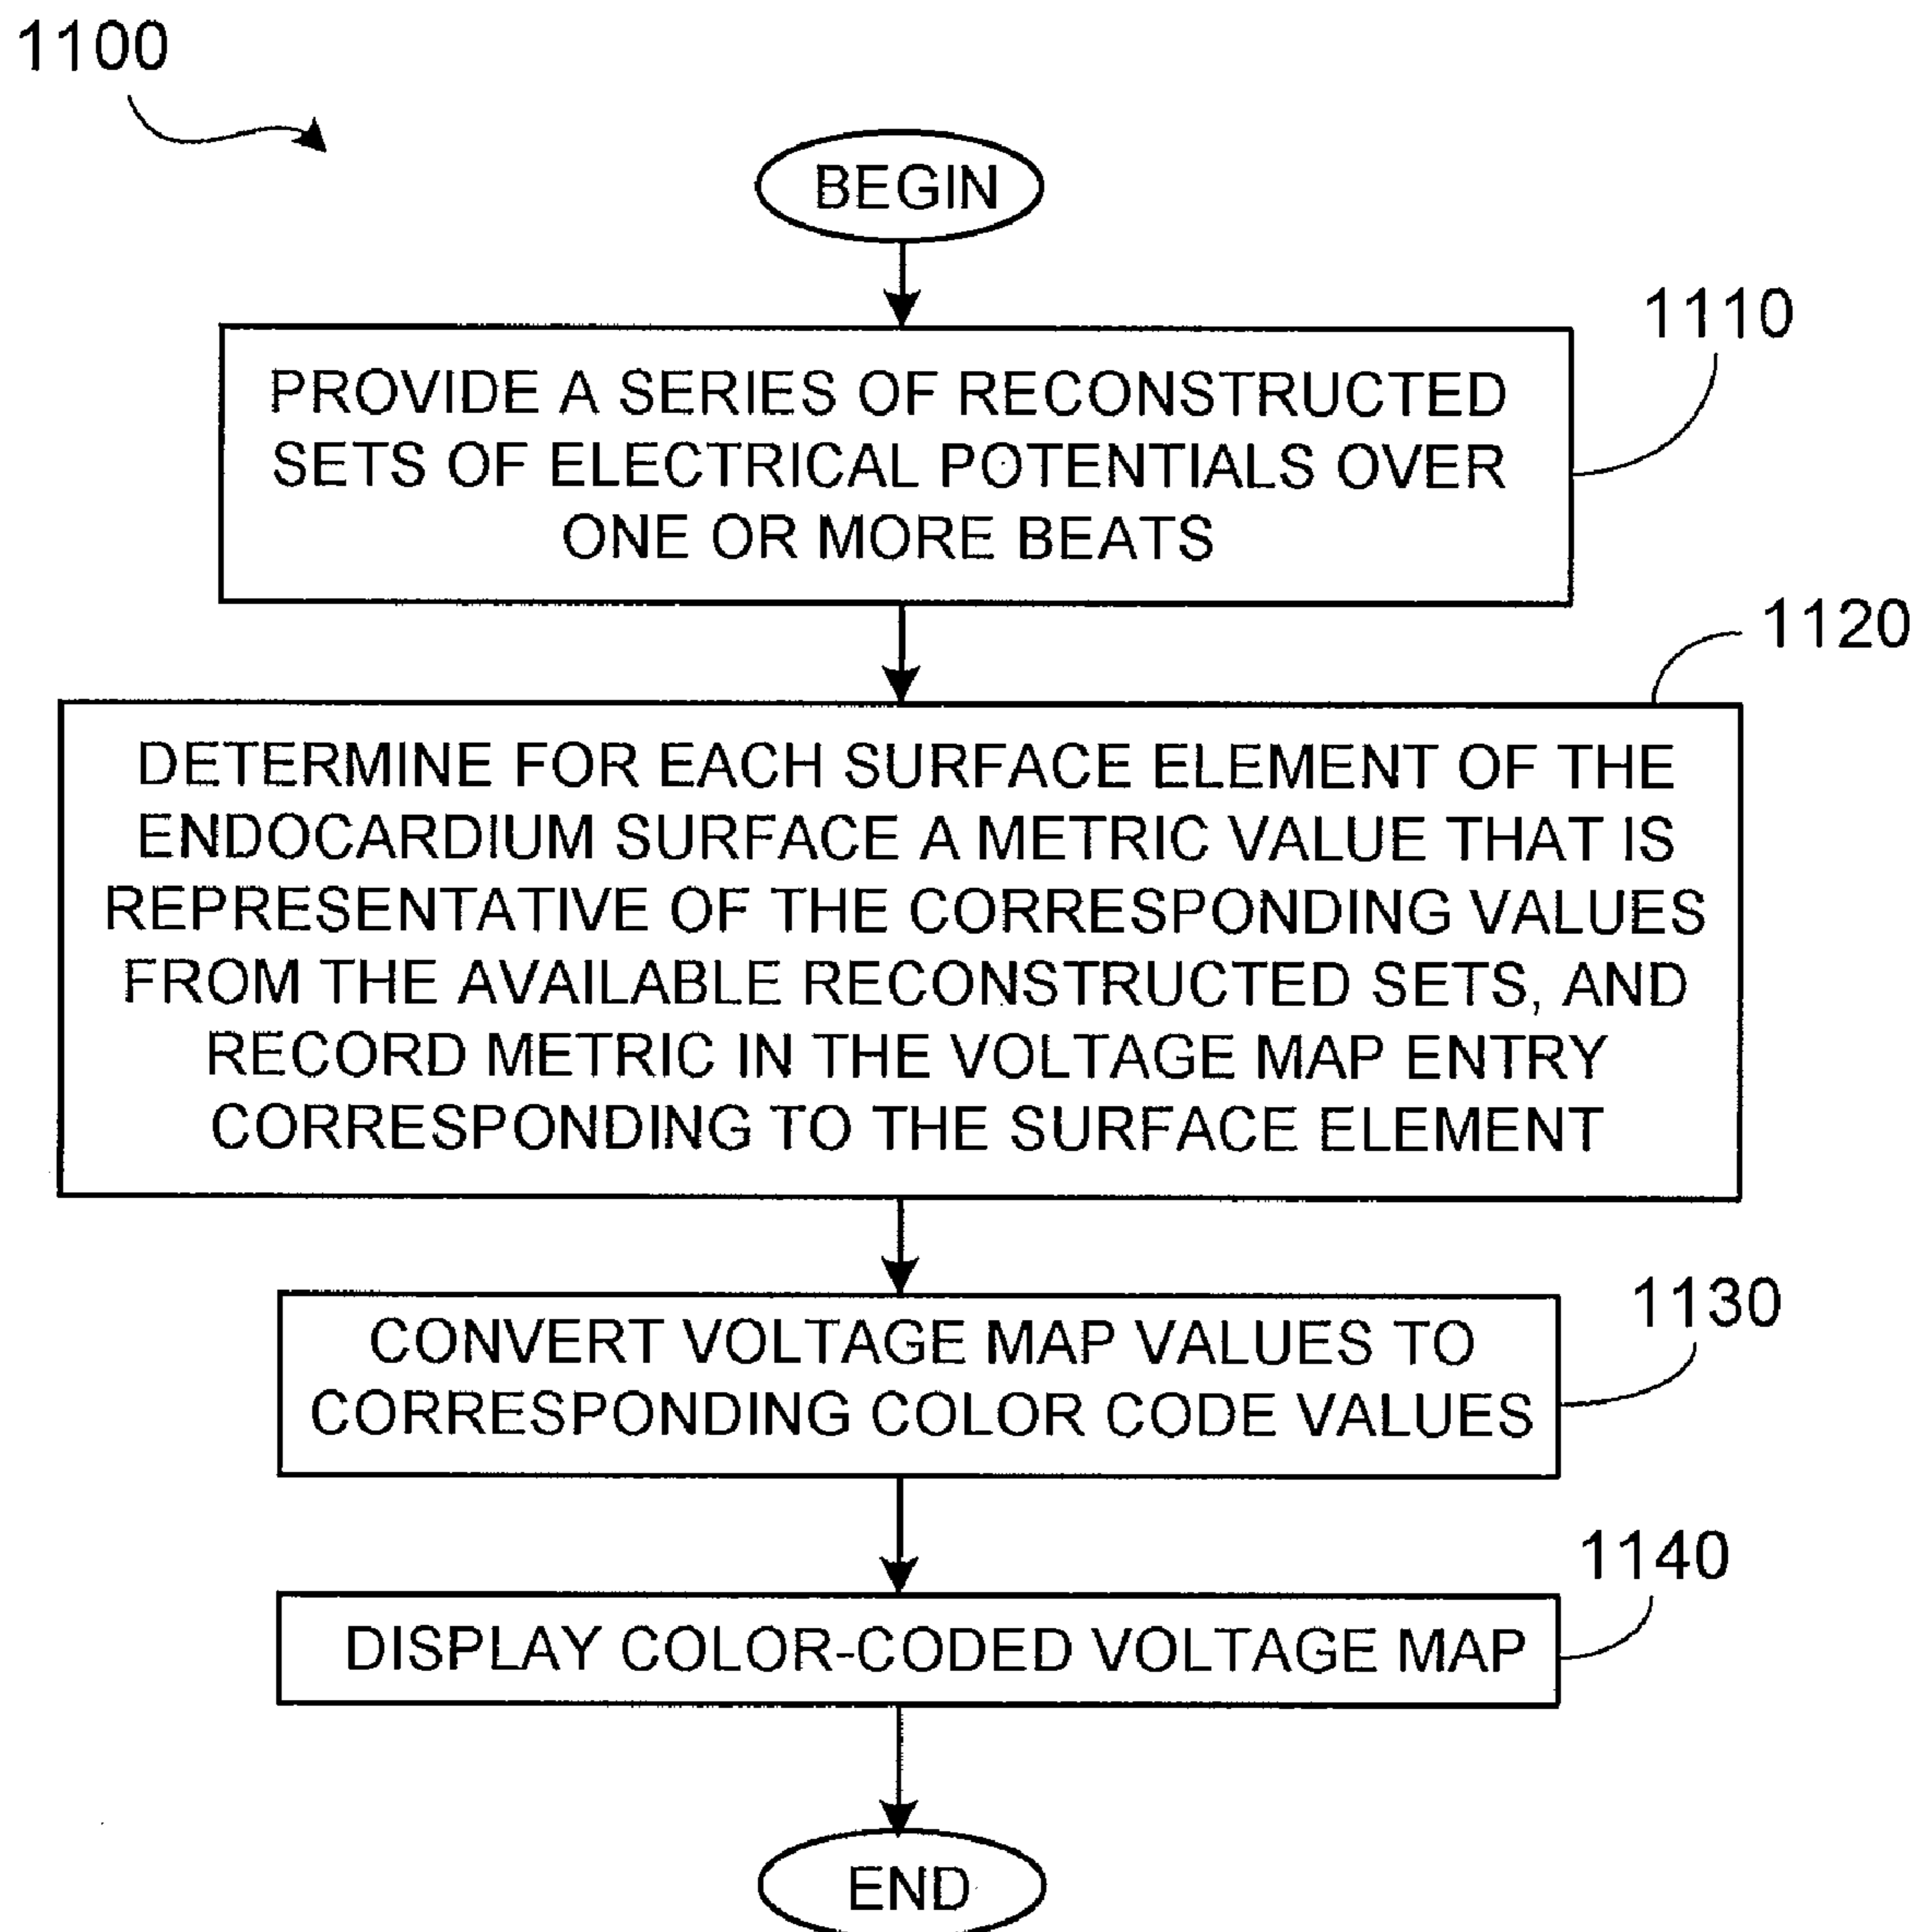 1100
BEGIN
1110
PROVIDE A SERIES OF RECONSTRUCTED
SETS OF ELECTRICAL POTENTIALS OVER
ONE OR MORE BEATS
1120
DETERMINE FOR EACH SURFACE ELEMENT OF THE
ENDOCARDIUM SURFACE A METRIC VALUE THAT IS
REPRESENTATIVE OF THE CORRESPONDING VALUES
FROM THE AVAILABLE RECONSTRUCTED SETS, AND
RECORD METRIC IN THE VOLTAGE MAP ENTRY
CORRESPONDING TO THE SURFACE ELEMENT
1130
CONVERT VOLTAGE MAP VALUES TO
CORRESPONDING COLOR CODE VALUES
1140
DISPLAY COLOR-CODED VOLTAGE MAP
END